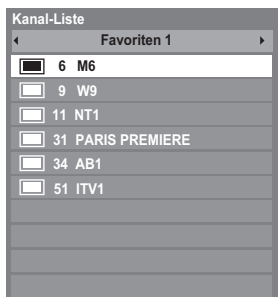 Kanal-Liste
Favoriten 1
6 M6
9 W9
11 NT1
31 PARIS PREMIERE
34 AB1
51 ITV1